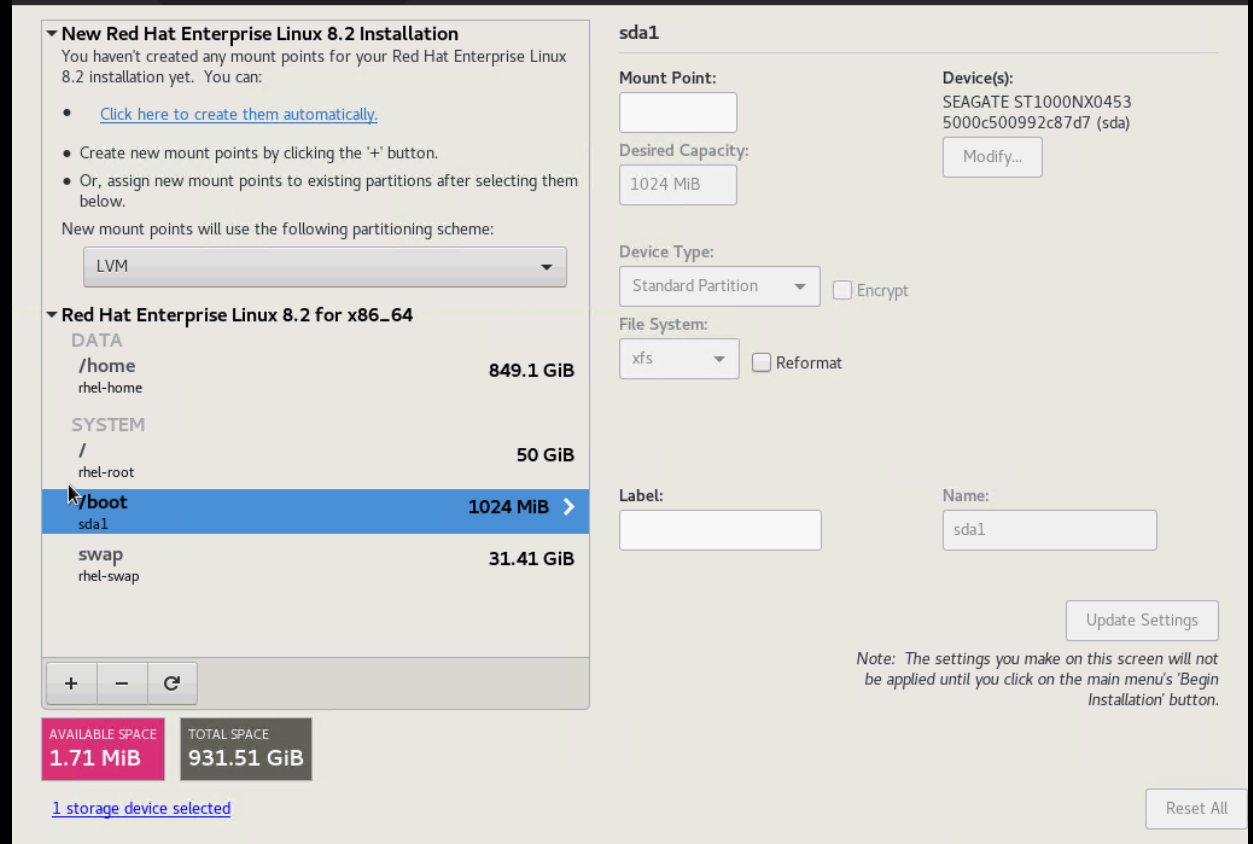 New Red Hat Enterprise Linux 8.2 Installation
You haven't created any mount points for your Red Hat Enterprise Linux
8.2 installation yet.  You can:
• Click here to create them automatically.
• Create new mount points by clicking the '+' button.
• Or, assign new mount points to existing partitions after selecting them
below.
New mount points will use the following partitioning scheme:
LVM
Red Hat Enterprise Linux 8.2 for x86_64
DATA
/home 849.1 GiB
rhel-home
SYSTEM
/ 50 GiB
rhel-root
/boot 1024 MiB
sda1
swap 31.41 GiB
rhel-swap
+ −
AVAILABLE SPACE
1.71 MiB
TOTAL SPACE
931.51 GiB
1 storage device selected
sda1
Mount Point:
Desired Capacity:
1024 MiB
Device(s):
SEAGATE ST1000NX0453
5000c500992c87d7 (sda)
Modify...
Device Type:
Standard Partition
Encrypt
File System:
xfs
Reformat
Label:
Name:
sda1
Update Settings
Note:  The settings you make on this screen will not
be applied until you click on the main menu's 'Begin
Installation' button.
Reset All